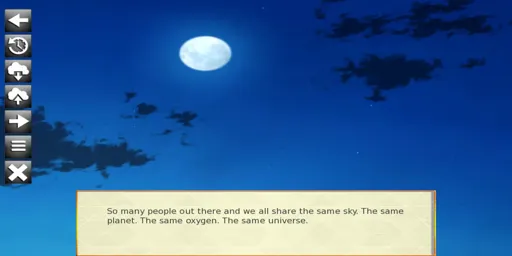 So many people out there and we all share the same sky. The same
planet. The same oxygen. The same universe.